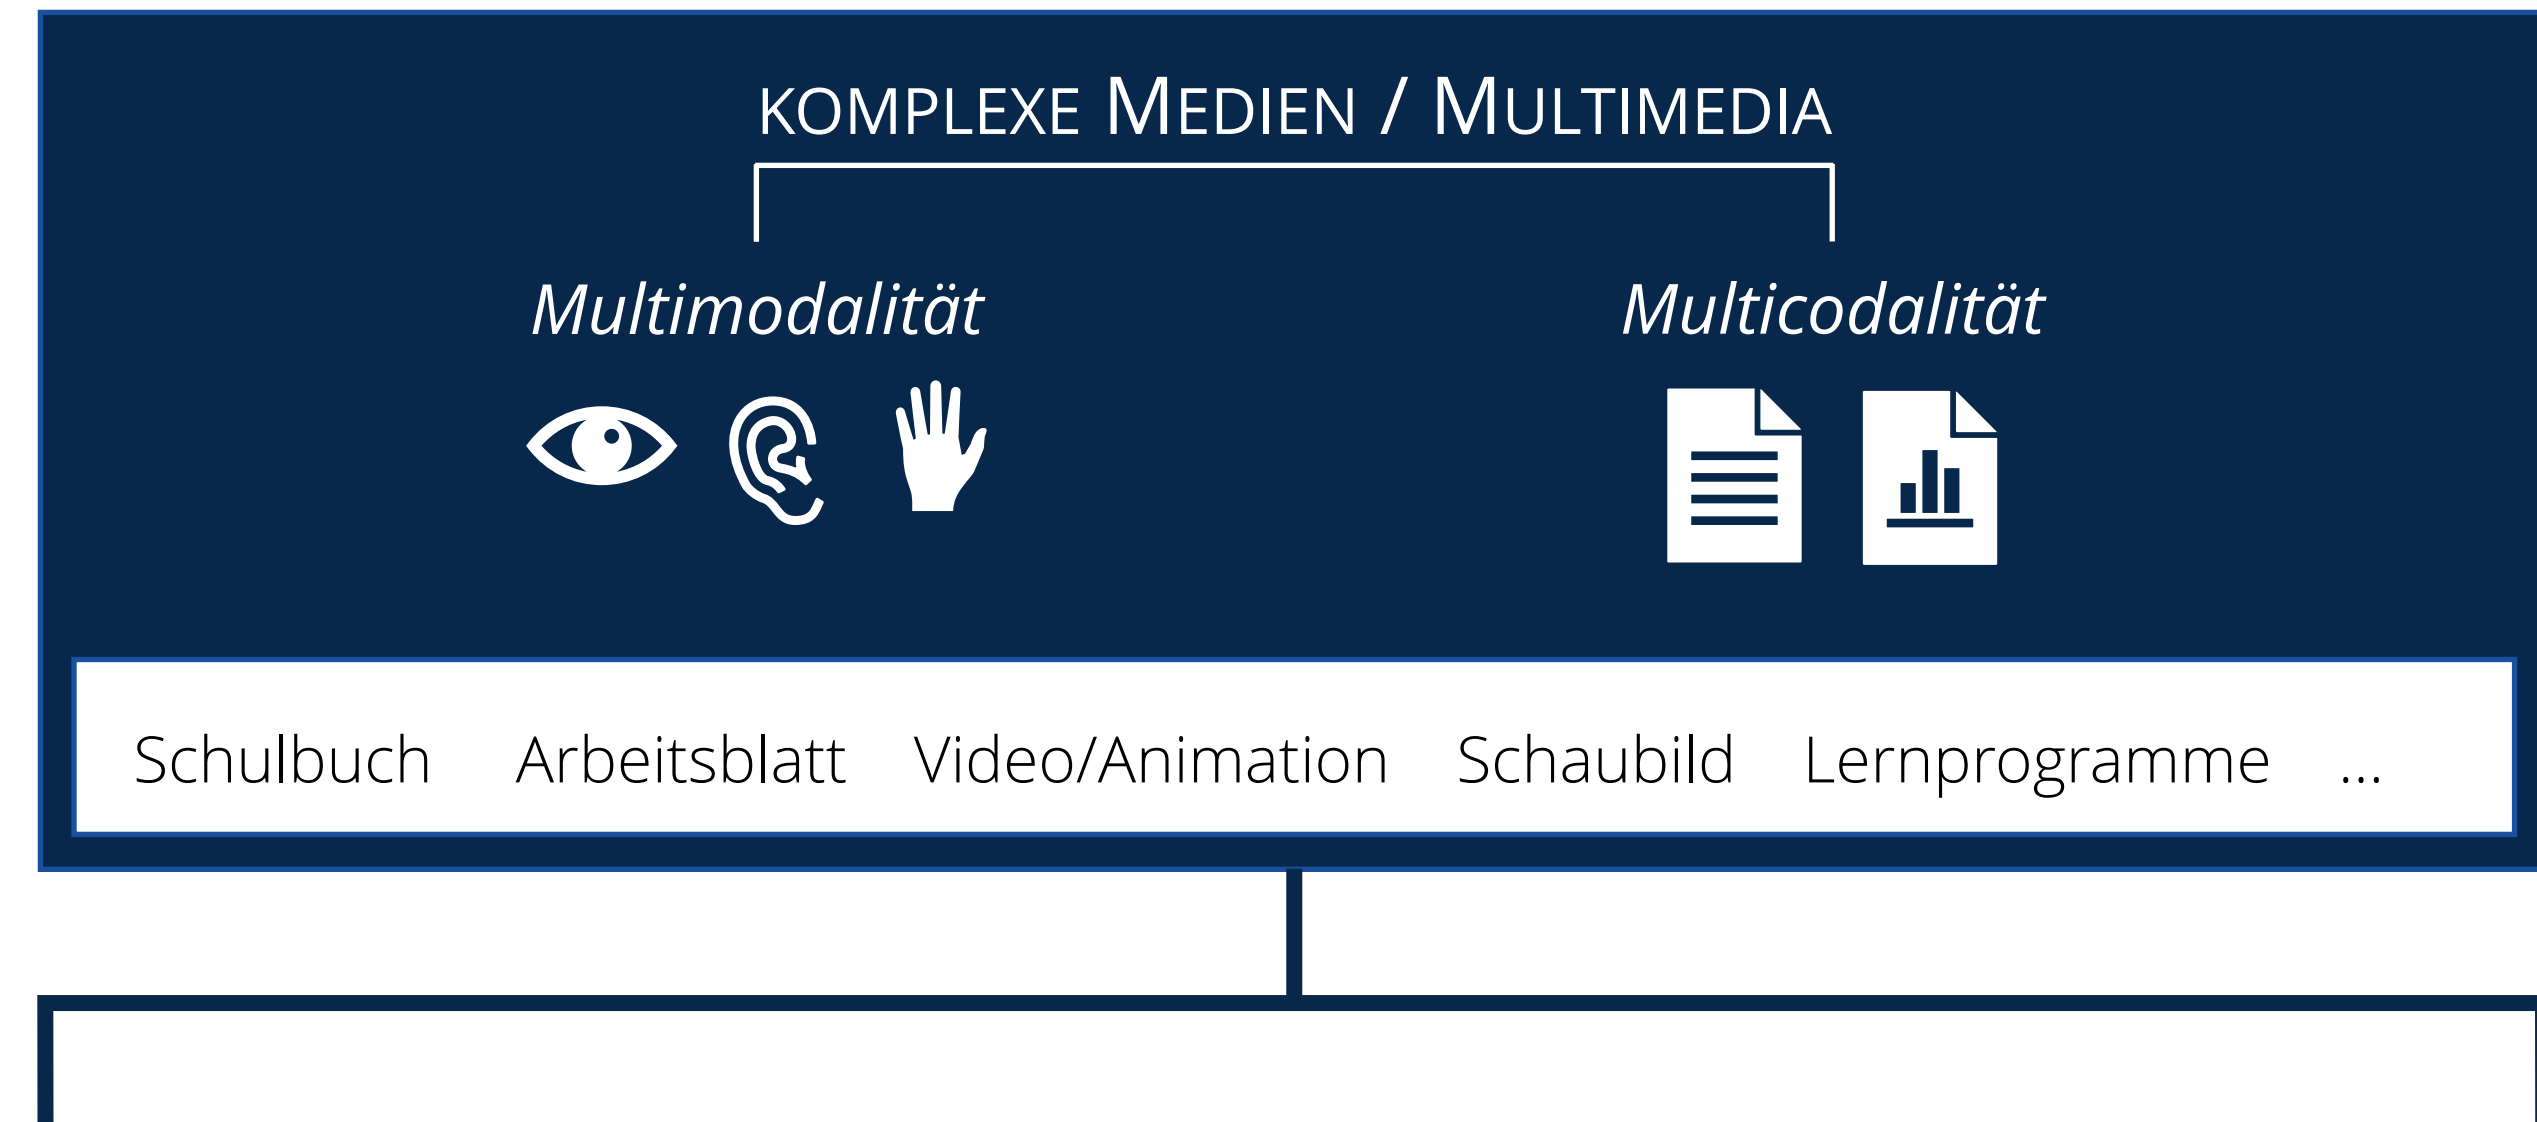 KOMPLEXE MEDIEN / MULTIMEDIA
Multimodalität Multicodalität
Schulbuch Arbeitsblatt Video/Animation Schaubild Lernprogramme ...